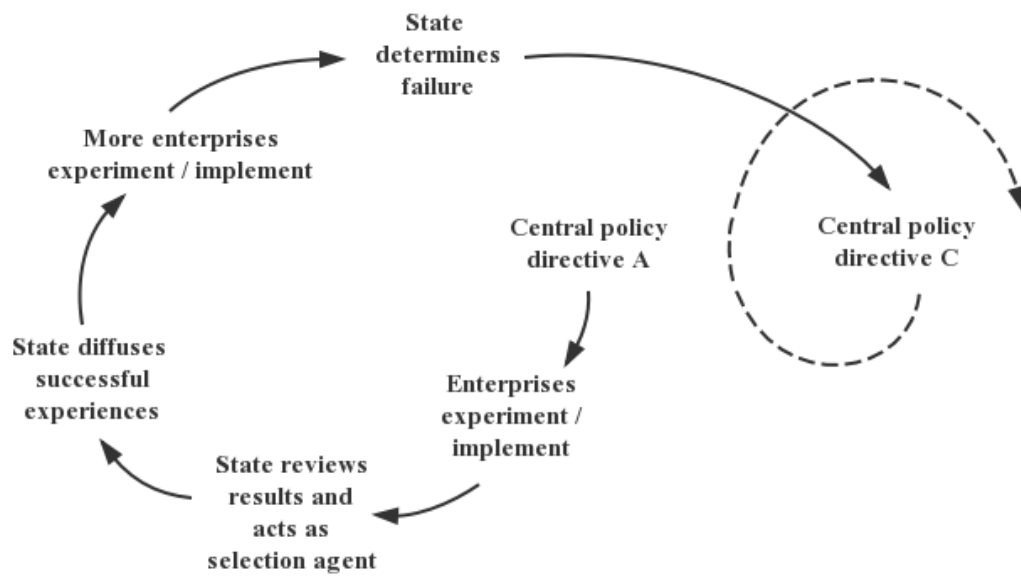 State
determines
failure
More enterprises
experiment / implement
Central policy
directive A
Central policy
directive C
State diffuses
successful
experiences
Enterprises
experiment /
implement
State reviews
results and
acts as
selection agent